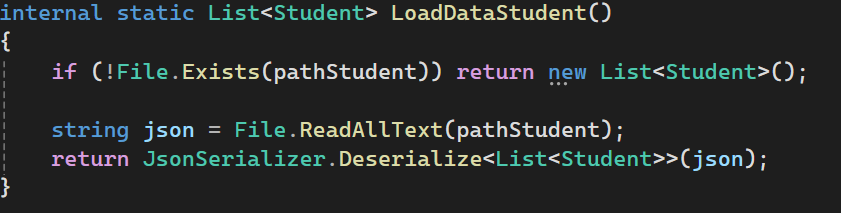 internal static List<Student> LoadDataStudent()
{
if (!File.Exists(pathStudent)) return new List<Student>();
string json = File.ReadAllText(pathStudent);
return JsonSerializer.Deserialize<List<Student>>(json);
}